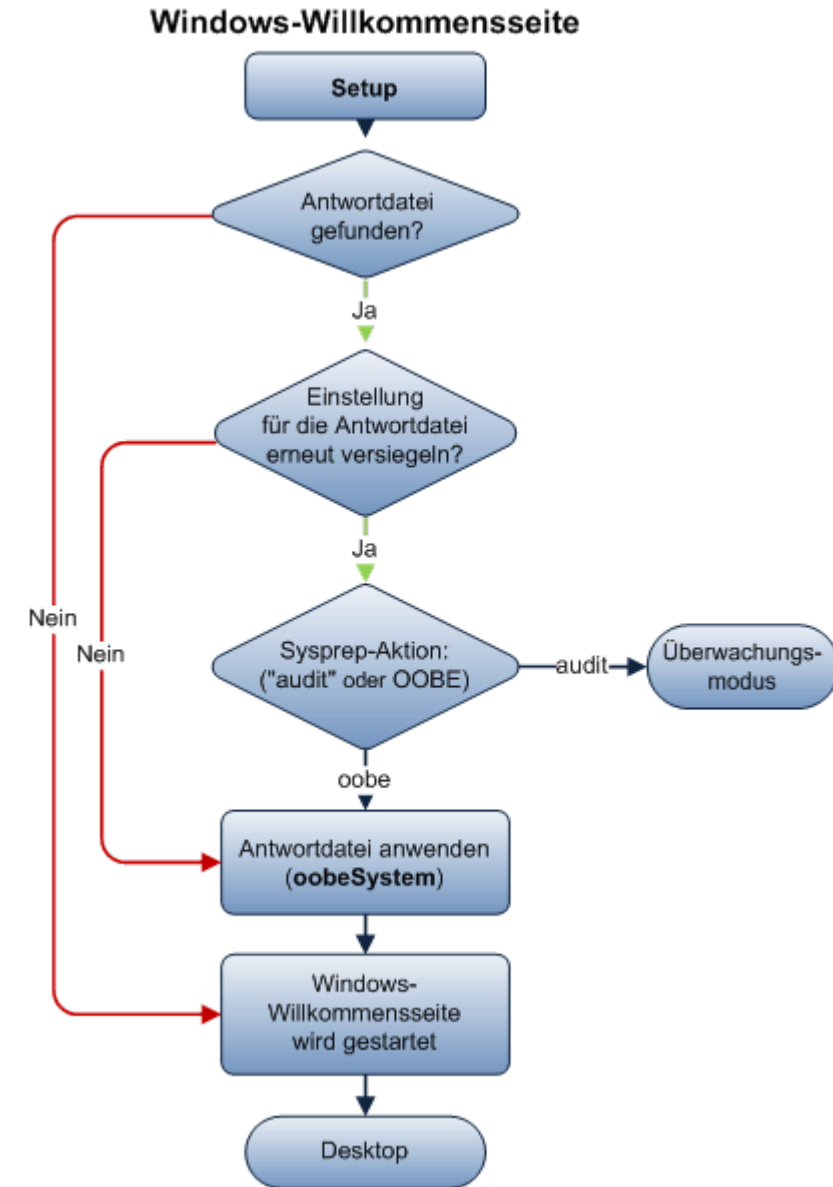 Windows-Willkommensseite
Setup
Antwortdatei
gefunden?
Ja
Einstellung
für die Antwortdatei
erneut versiegeln?
Ja
Nein
Nein
Sysprep-Aktion:
("audit" oder OOBE)
audit
Überwachungs-
modus
oobe
Antwortdatei anwenden
(oobeSystem)
Windows-
Willkommensseite
wird gestartet
Desktop